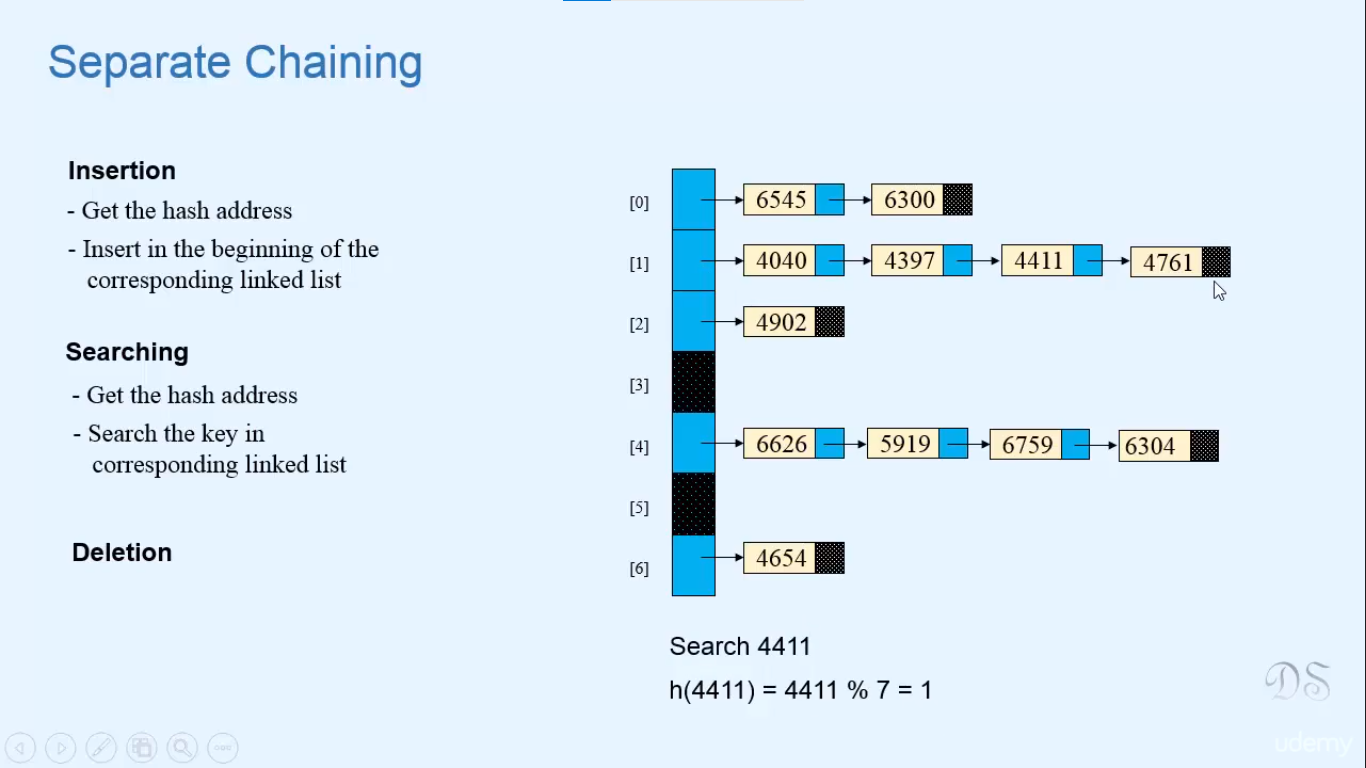 Separate Chaining
Insertion
- Get the hash address
- Insert in the beginning of the
corresponding linked list
Searching
- Get the hash address
- Search the key in
corresponding linked list
Deletion
[0] 6545 6300
[1] 4040 4397 4411 4761
[2] 4902
[3]
[4] 6626 5919 6759 6304
[5]
[6] 4654
Search 4411
h(4411) = 4411 % 7 = 1
DS
udemy